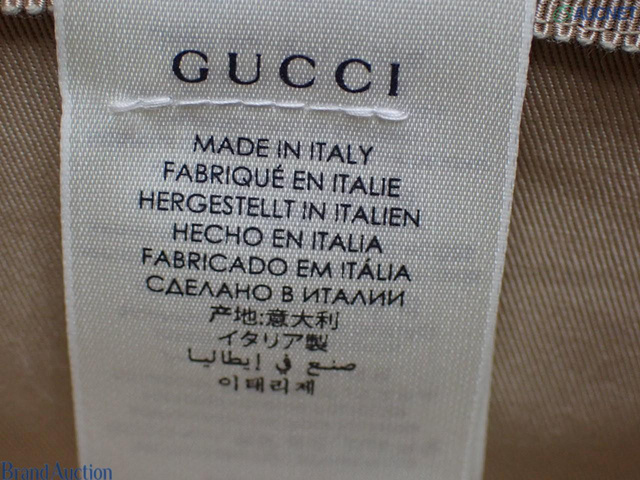 GUCCI
MADE IN ITALY
FABRIQUÉ EN ITALIE
HERGESTELLT IN ITALIEN
HECHO EN ITALIA
FABRICADO EM ITÁLIA
СДЕЛАНО В ИТАЛИИ
产地:意大利
イタリア製
صنع في إيطاليا
이태리제
Brand Auction